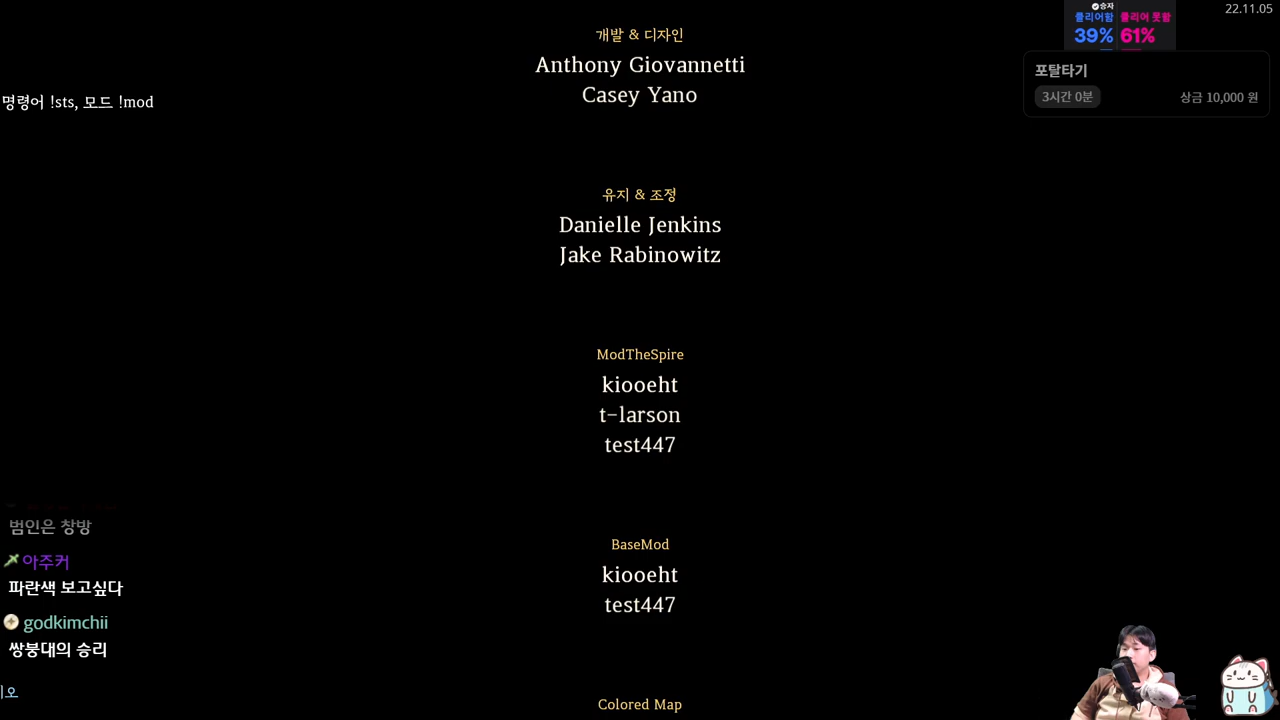 22.11.05
승자
클리어함 클리어 못함
39% 61%
포탈타기
3시간 0분 상금 10,000 원
명령어 !sts, 모드 !mod
개발 & 디자인
Anthony Giovannetti
Casey Yano
유지 & 조정
Danielle Jenkins
Jake Rabinowitz
ModTheSpire
kiooeht
t-larson
test447
BaseMod
kiooeht
test447
Colored Map
범인은 창방
아주커
파란색 보고싶다
godkimchii
쌍붕대의 승리